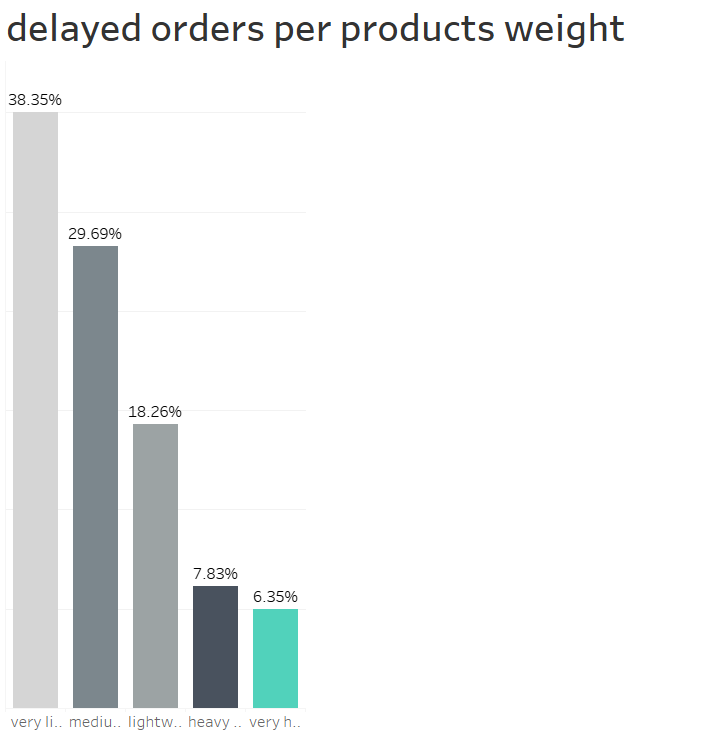 delayed orders per products weight
38.35%
29.69%
18.26%
7.83%
6.35%
very li.. mediu.. lightw.. heavy .. very h..